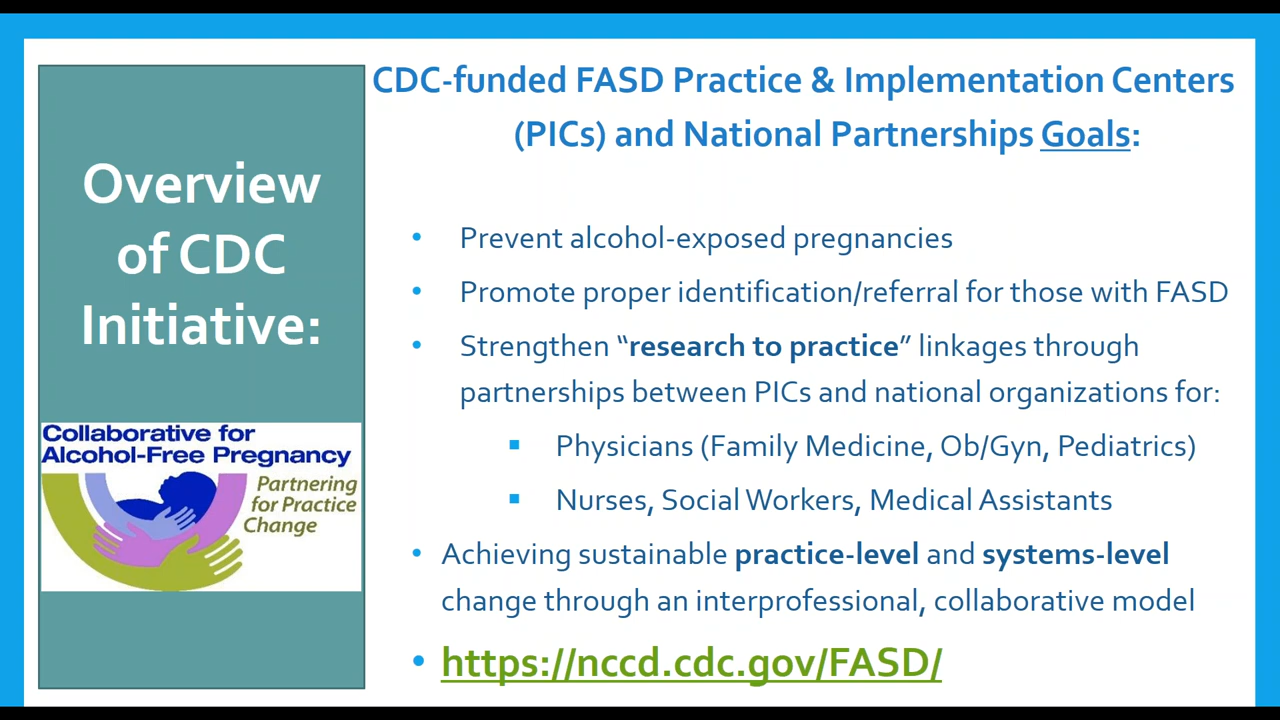 Overview
of CDC
Initiative:
Collaborative for
Alcohol-Free Pregnancy
Partnering
for Practice
Change
CDC-funded FASD Practice & Implementation Centers
(PICs) and National Partnerships Goals:
• Prevent alcohol-exposed pregnancies
• Promote proper identification/referral for those with FASD
• Strengthen “research to practice” linkages through
partnerships between PICs and national organizations for:
▪ Physicians (Family Medicine, Ob/Gyn, Pediatrics)
▪ Nurses, Social Workers, Medical Assistants
• Achieving sustainable practice-level and systems-level
change through an interprofessional, collaborative model
• https://nccd.cdc.gov/FASD/